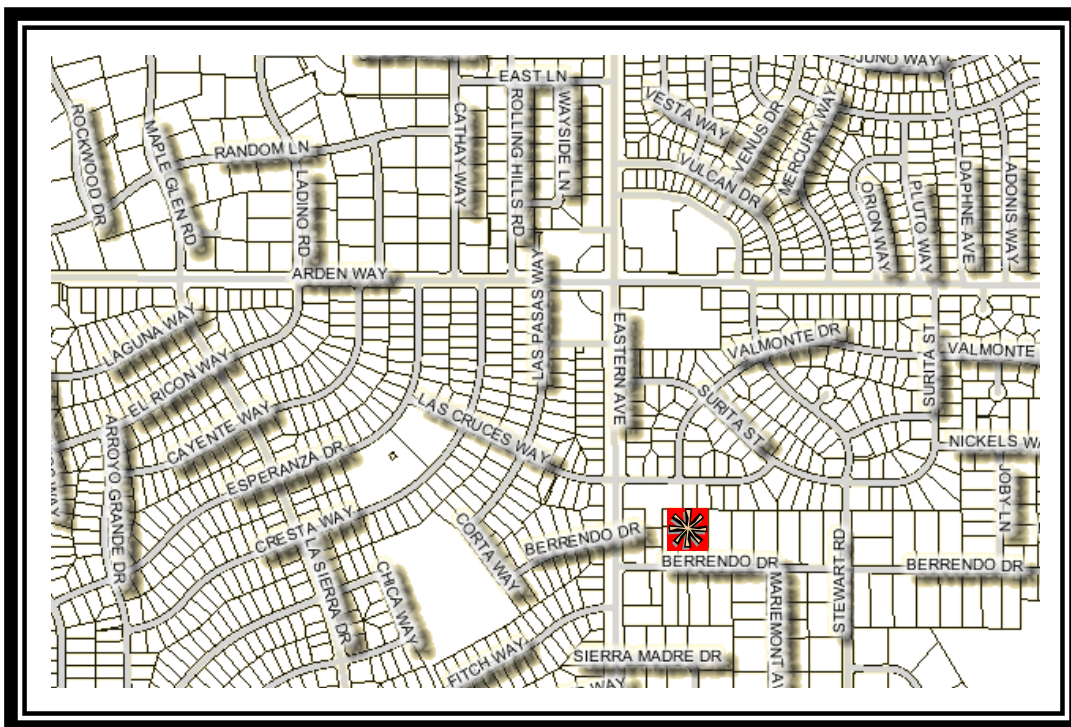 JUNO WAY
EAST LN
ROCKWOOD DR
MAPLE GLEN RD
RANDOM LN
LADINO RD
CATHAY WAY
ROLLING HILLS RD
WAYSIDE LN
VESTA WAY
VENUS DR
MERCURY WAY
VULCAN DR
ORION WAY
PLUTO WAY
DAPHNE AVE
ADONIS WAY
ARDEN WAY
LAS PASAS WAY
LAGUNA WAY
EL RICON WAY
EASTERN AVE
VALMONTE DR
SURITA ST
VALMONTE
ARROYO GRANDE DR
CAYENTE WAY
LAS CRUCES WAY
SURITA ST
NICKELS WA
ESPERANZA DR
JOBY LN
WAY
CRESTA WAY
CORTA WAY
BERRENDO DR
BERRENDO DR
BERRENDO DR
LA SIERRA DR
CHICA WAY
MARIEMONT AV
STEWART RD
FITCH WAY
SIERRA MADRE DR
WAY